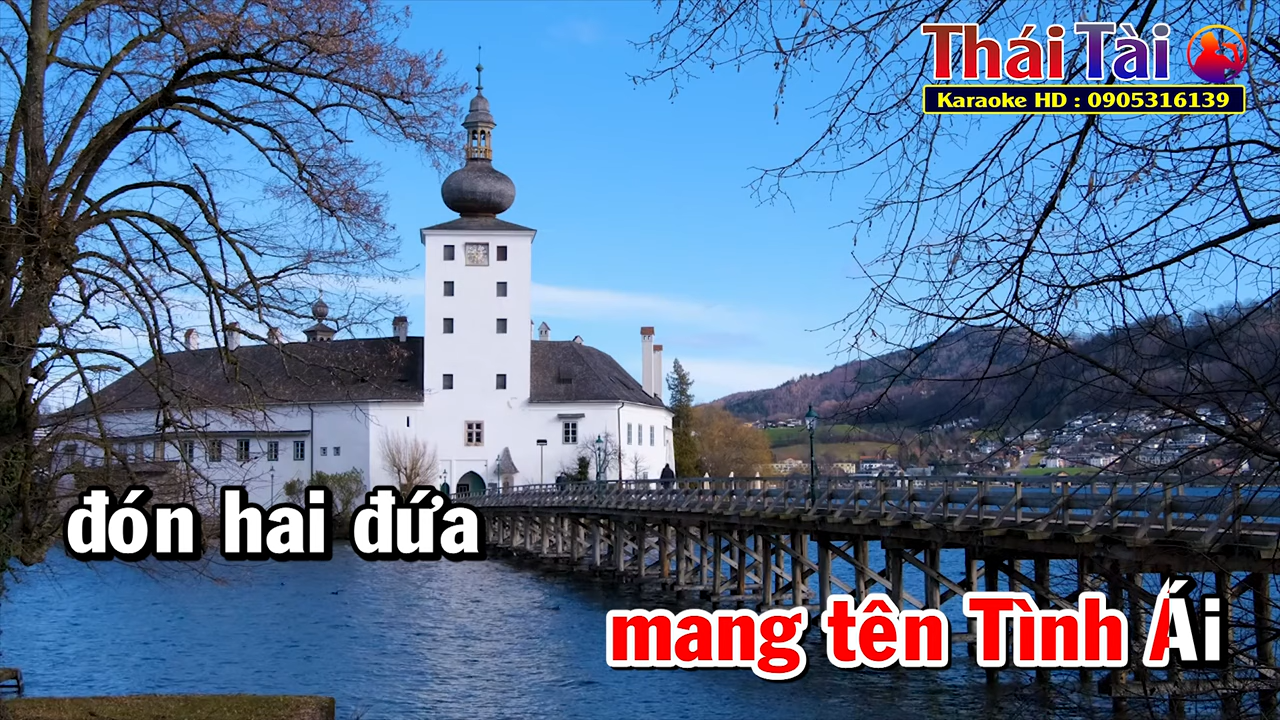 Thái Tài
Karaoke HD : 0905316139
đón hai đứa
mang tên Tình Ái